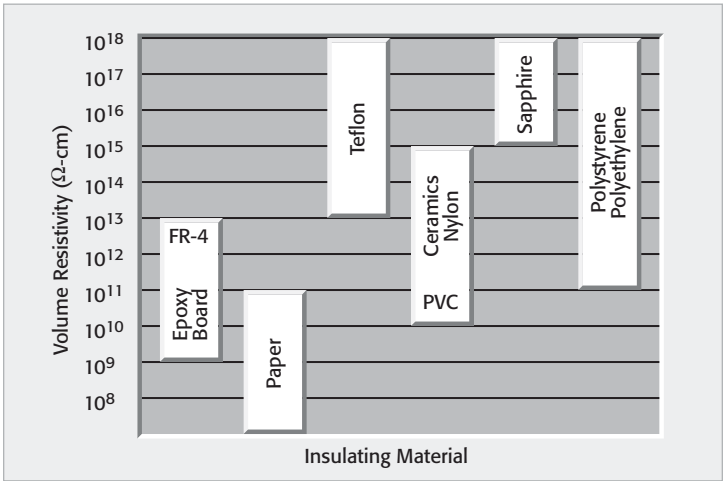 Volume Resistivity (Ω-cm)
10¹⁸
10¹⁷
10¹⁶
10¹⁵
10¹⁴
10¹³
10¹²
10¹¹
10¹⁰
10⁹
10⁸
FR-4
Epoxy
Board
Paper
Teflon
Ceramics
Nylon
PVC
Sapphire
Polystyrene
Polyethylene
Insulating Material